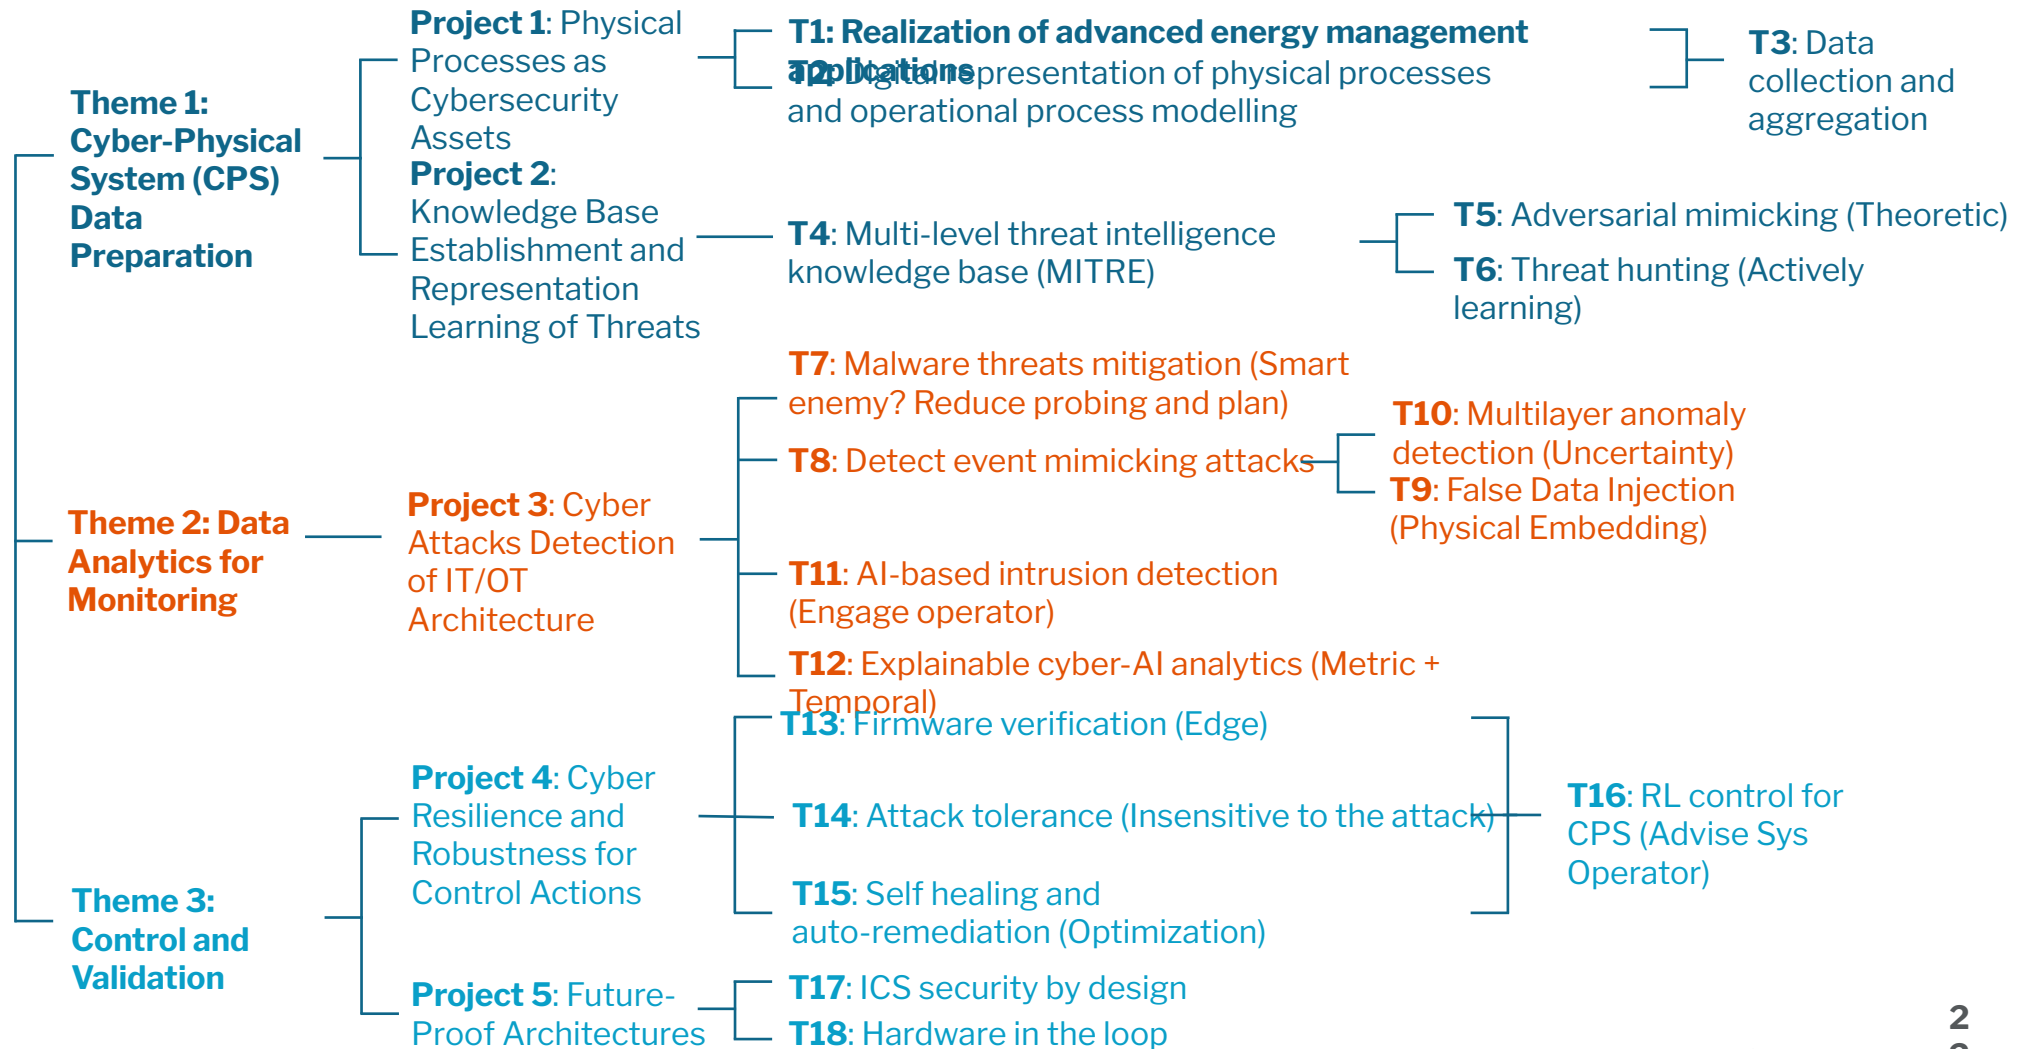 Theme 1:
Cyber-Physical
System (CPS)
Data
Preparation
Project 1: Physical
Processes as
Cybersecurity
Assets
Project 2:
Knowledge Base
Establishment and
Representation
Learning of Threats
T1: Realization of advanced energy management
applications
T2: Digital representation of physical processes
and operational process modelling
T3: Data
collection and
aggregation
T4: Multi-level threat intelligence
knowledge base (MITRE)
T5: Adversarial mimicking (Theoretic)
T6: Threat hunting (Actively
learning)
Theme 2: Data
Analytics for
Monitoring
Project 3: Cyber
Attacks Detection
of IT/OT
Architecture
T7: Malware threats mitigation (Smart
enemy? Reduce probing and plan)
T8: Detect event mimicking attacks
T10: Multilayer anomaly
detection (Uncertainty)
T9: False Data Injection
(Physical Embedding)
T11: AI-based intrusion detection
(Engage operator)
T12: Explainable cyber-AI analytics (Metric +
Temporal)
Theme 3:
Control and
Validation
Project 4: Cyber
Resilience and
Robustness for
Control Actions
T13: Firmware verification (Edge)
T14: Attack tolerance (Insensitive to the attack)
T15: Self healing and
auto-remediation (Optimization)
T16: RL control for
CPS (Advise Sys
Operator)
Project 5: Future-
Proof Architectures
T17: ICS security by design
T18: Hardware in the loop
2